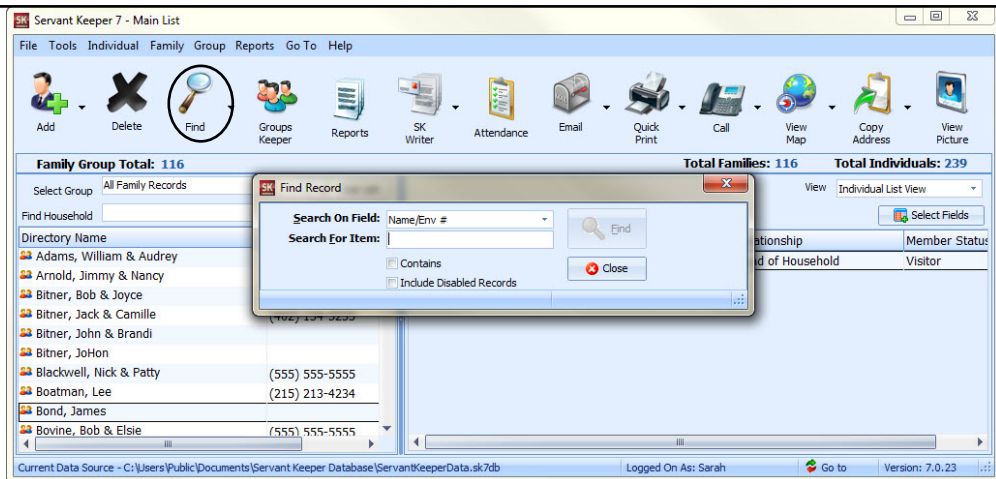 SK Servant Keeper 7 - Main List
File Tools Individual Family Group Reports Go To Help
Add Delete Find Groups Keeper Reports SK Writer Attendance Email Quick Print Call View Map Copy Address View Picture
Family Group Total: 116 Total Families: 116 Total Individuals: 239
Select Group All Family Records View Individual List View
Find Household Select Fields
Directory Name ationship Member Status
Adams, William & Audrey d of Household Visitor
Arnold, Jimmy & Nancy
Bitner, Bob & Joyce
Bitner, Jack & Camille
Bitner, John & Brandi
Bitner, JoHon
Blackwell, Nick & Patty (555) 555-5555
Boatman, Lee (215) 213-4234
Bond, James
Bovine, Bob & Elsie (555) 555-5555
SK Find Record
Search On Field: Name/Env #
Search For Item:
Find
Contains
Close
Include Disabled Records
Current Data Source - C:\Users\Public\Documents\Servant Keeper Database\ServantKeeperData.sk7db Logged On As: Sarah Go to Version: 7.0.23